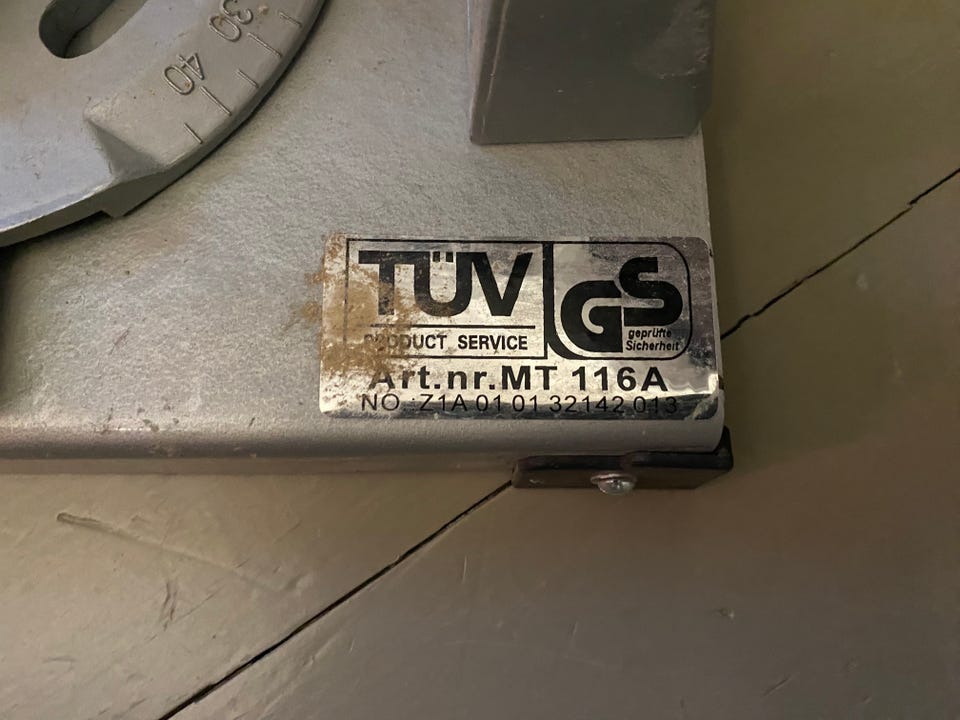 30
40
TÜV
PRODUCT SERVICE
GS
geprüfte
Sicherheit
Art.nr.MT 116A
NO :Z1A 01 01 32142 013